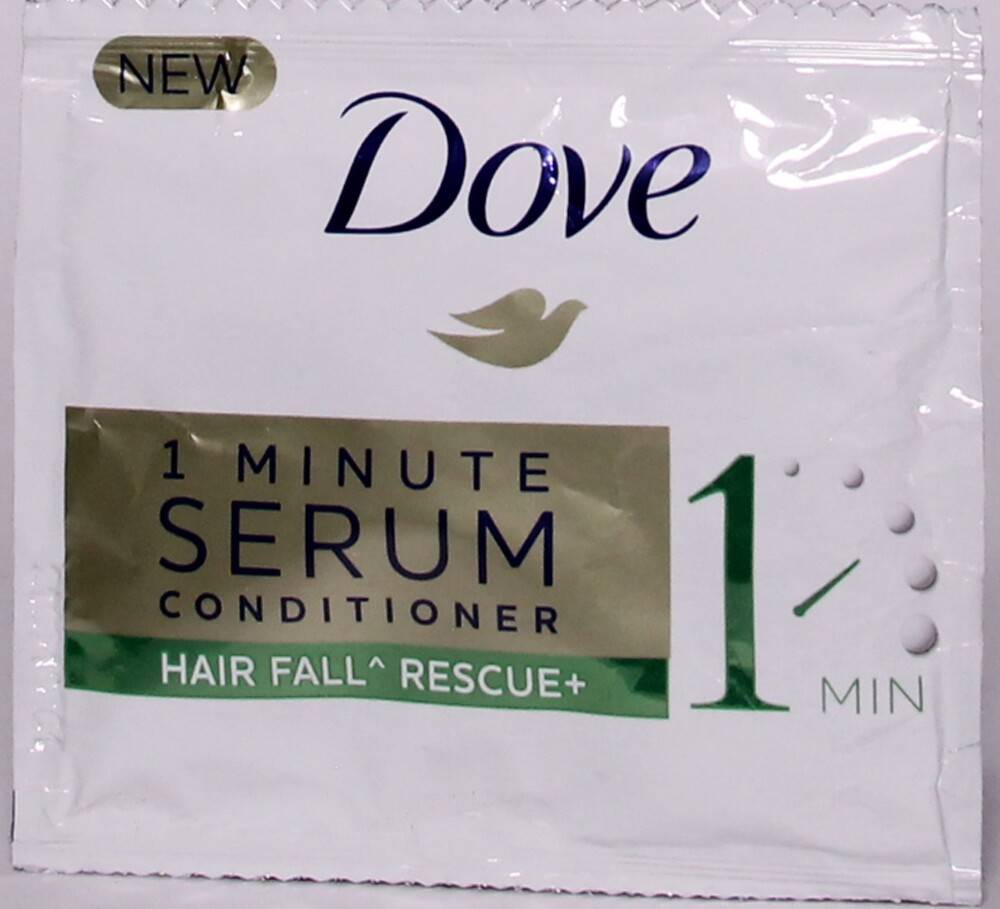 NEW
Dove
1 MINUTE
SERUM
CONDITIONER
HAIR FALL^ RESCUE+
1 MIN